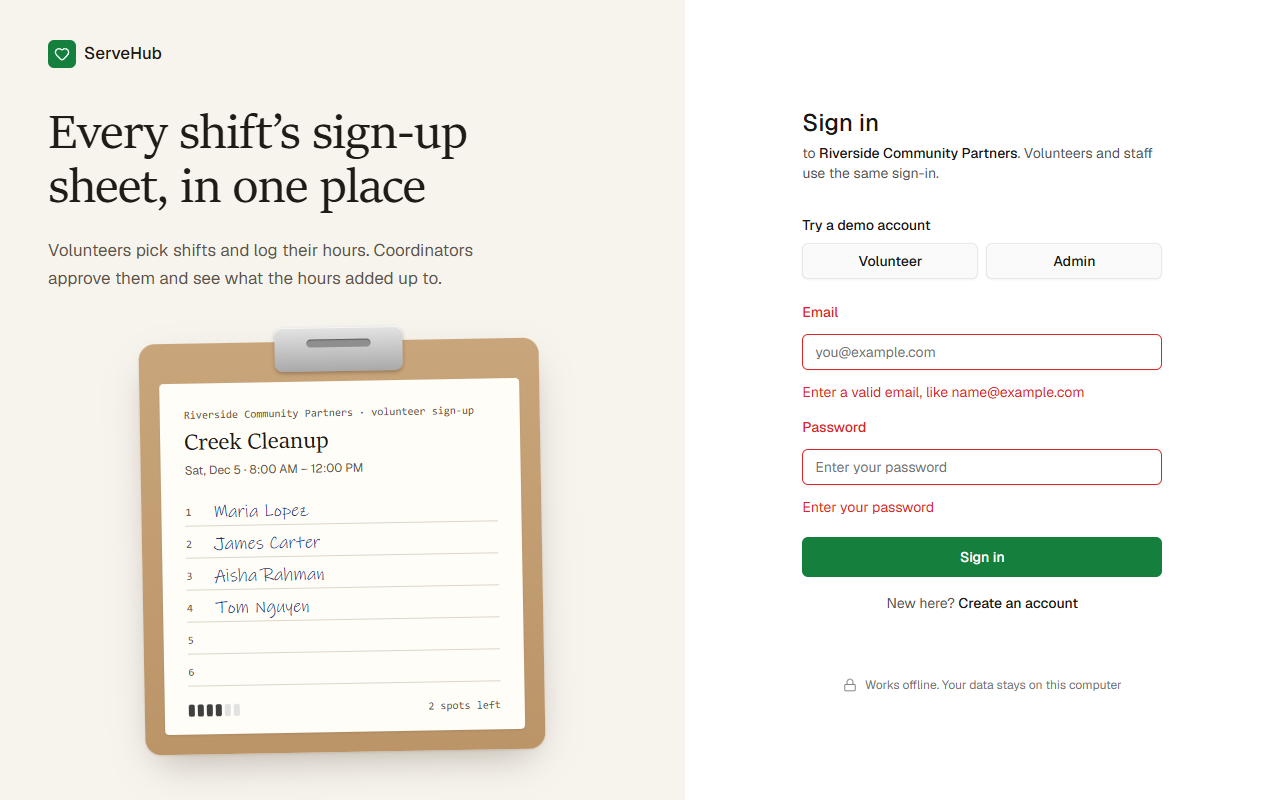 ServeHub
Every shift’s sign-up
sheet, in one place
Volunteers pick shifts and log their hours. Coordinators
approve them and see what the hours added up to.
Riverside Community Partners · volunteer sign-up
Creek Cleanup
Sat, Dec 5 · 8:00 AM – 12:00 PM
1 Maria Lopez
2 James Carter
3 Aisha Rahman
4 Tom Nguyen
5
6
2 spots left
Sign in
to Riverside Community Partners. Volunteers and staff
use the same sign-in.
Try a demo account
Volunteer Admin
Email
you@example.com
Enter a valid email, like name@example.com
Password
Enter your password
Enter your password
Sign in
New here? Create an account
Works offline. Your data stays on this computer